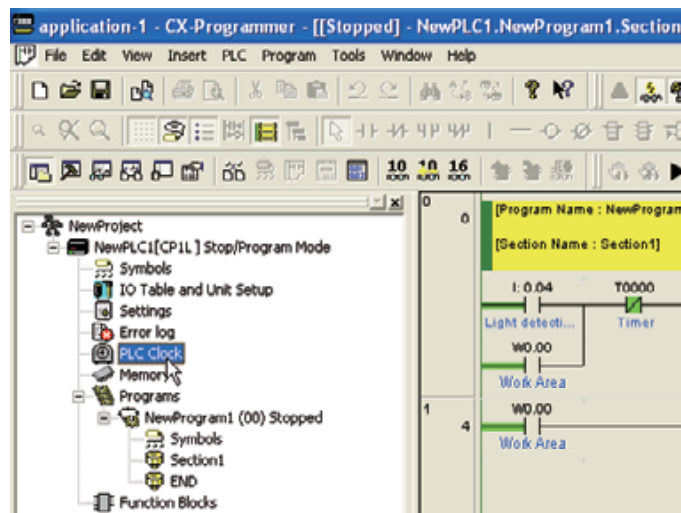 application-1 - CX-Programmer - [[Stopped] - NewPLC1.NewProgram1.Section
File Edit View Insert PLC Program Tools Window Help
10 10 16
NewProject
NewPLC1[CP1L ] Stop/Program Mode
Symbols
IO Table and Unit Setup
Settings
Error log
PLC Clock
Memory
Programs
NewProgram1 (00) Stopped
Symbols
Section1
END
Function Blocks
0
0
[Program Name : NewProgram
[Section Name : Section1]
I: 0.04 T0000
Light detecti... Timer
W0.00
Work Area
1
4
W0.00
Work Area